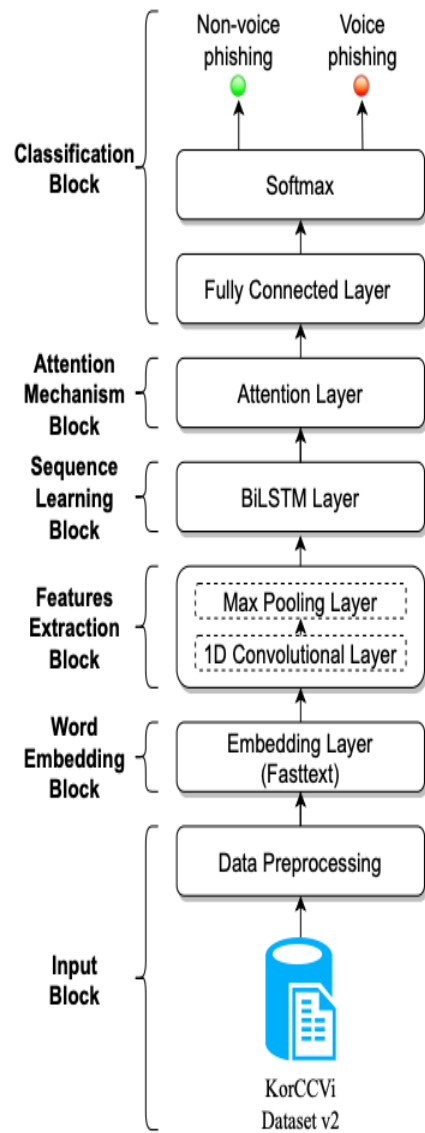 Non-voice
phishing
Voice
phishing
Classification
Block
Softmax
Fully Connected Layer
Attention
Mechanism
Block
Attention Layer
Sequence
Learning
Block
BiLSTM Layer
Features
Extraction
Block
Max Pooling Layer
1D Convolutional Layer
Word
Embedding
Block
Embedding Layer
(Fasttext)
Data Preprocessing
Input
Block
KorCCVi
Dataset v2